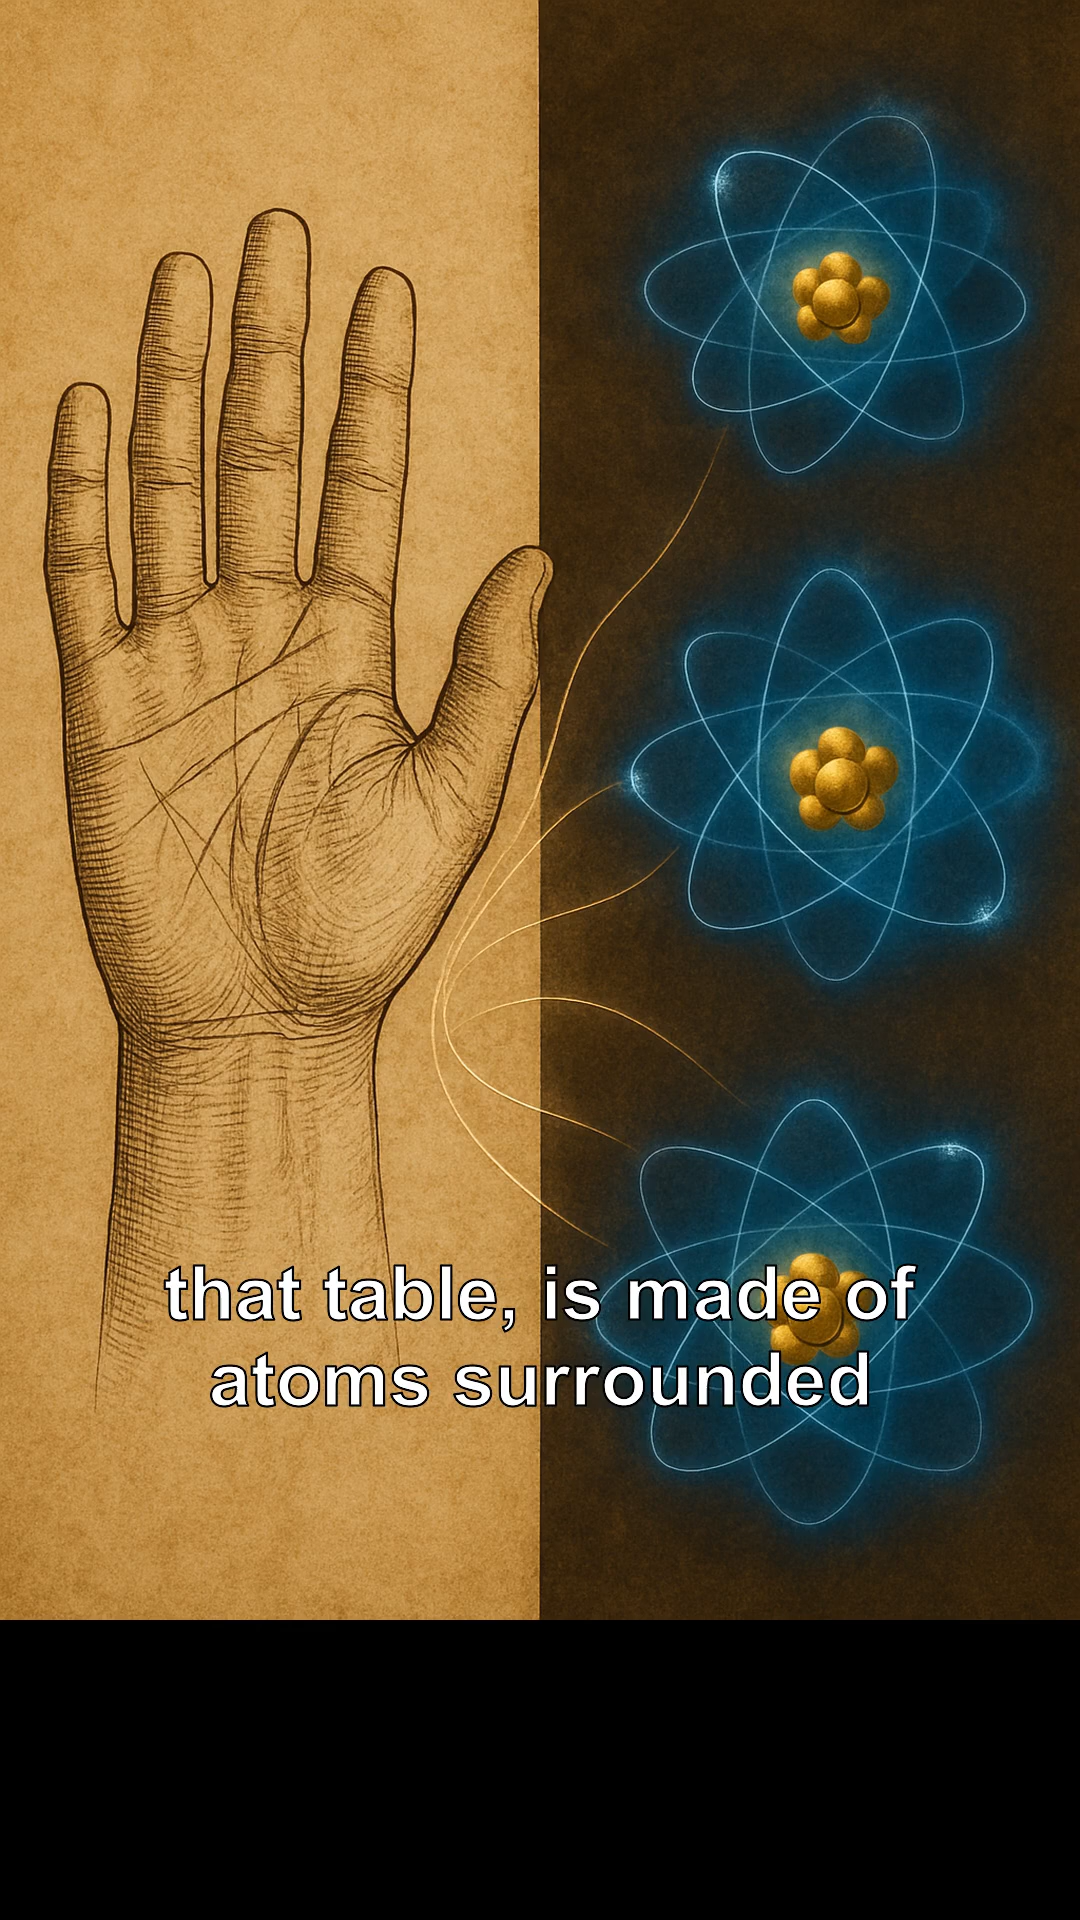 that table, is made of
atoms surrounded